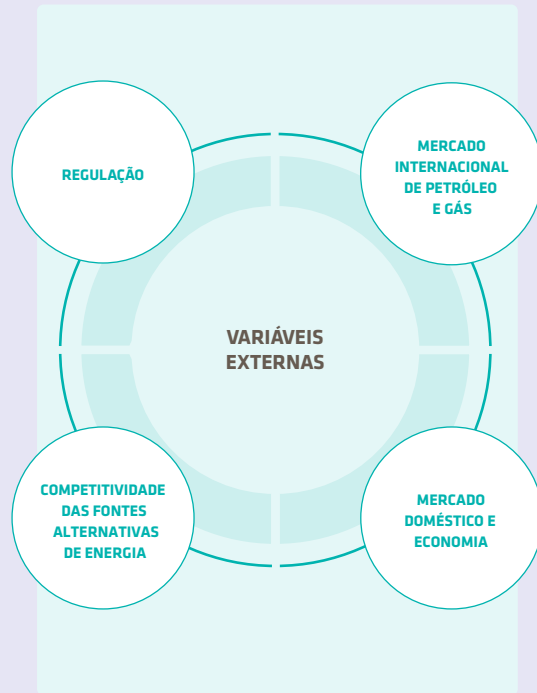 REGULAÇÃO
MERCADO
INTERNACIONAL
DE PETRÓLEO
E GÁS
VARIÁVEIS
EXTERNAS
COMPETITIVIDADE
DAS FONTES
ALTERNATIVAS
DE ENERGIA
MERCADO
DOMÉSTICO E
ECONOMIA